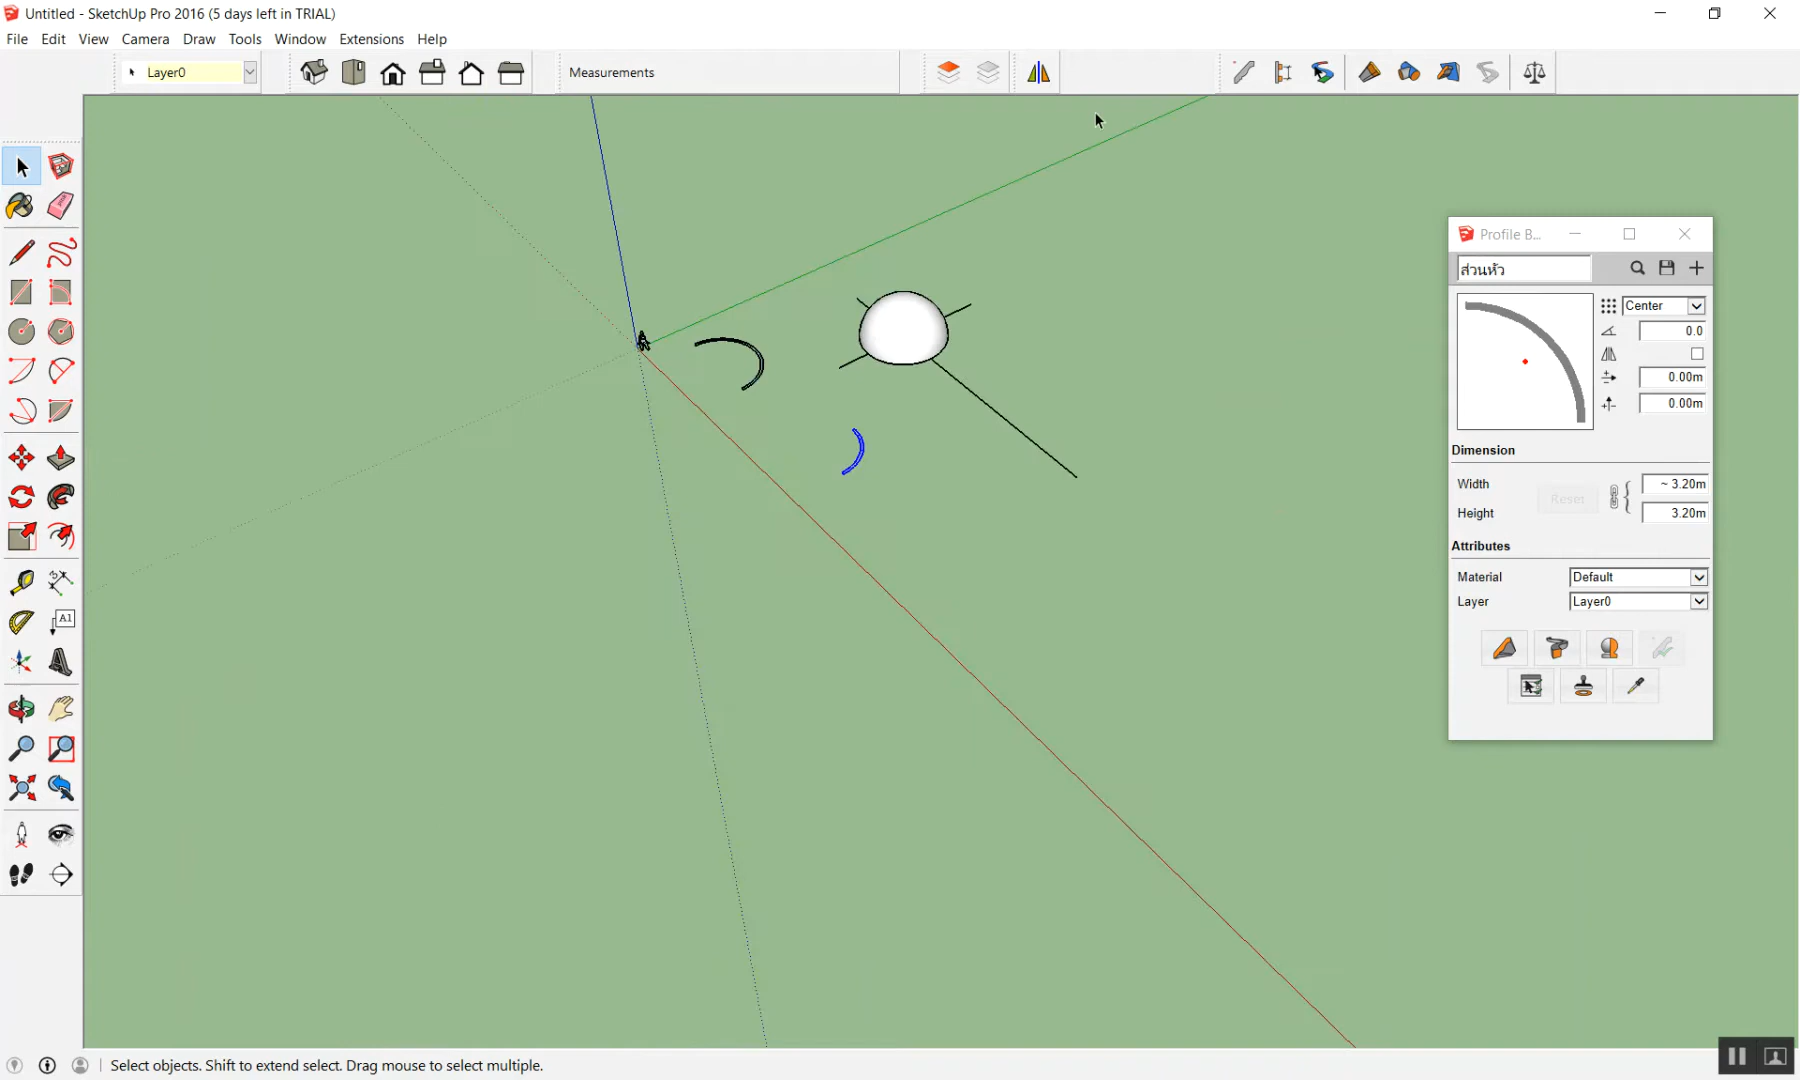 Untitled - SketchUp Pro 2016 (5 days left in TRIAL)
File Edit View Camera Draw Tools Window Extensions Help
Layer0
Measurements
Profile B...
ส่วนหัว
Center
0.0
0.00m
0.00m
Dimension
Width ~ 3.20m
Reset
Height 3.20m
Attributes
Material Default
Layer Layer0
A1
Select objects. Shift to extend select. Drag mouse to select multiple.